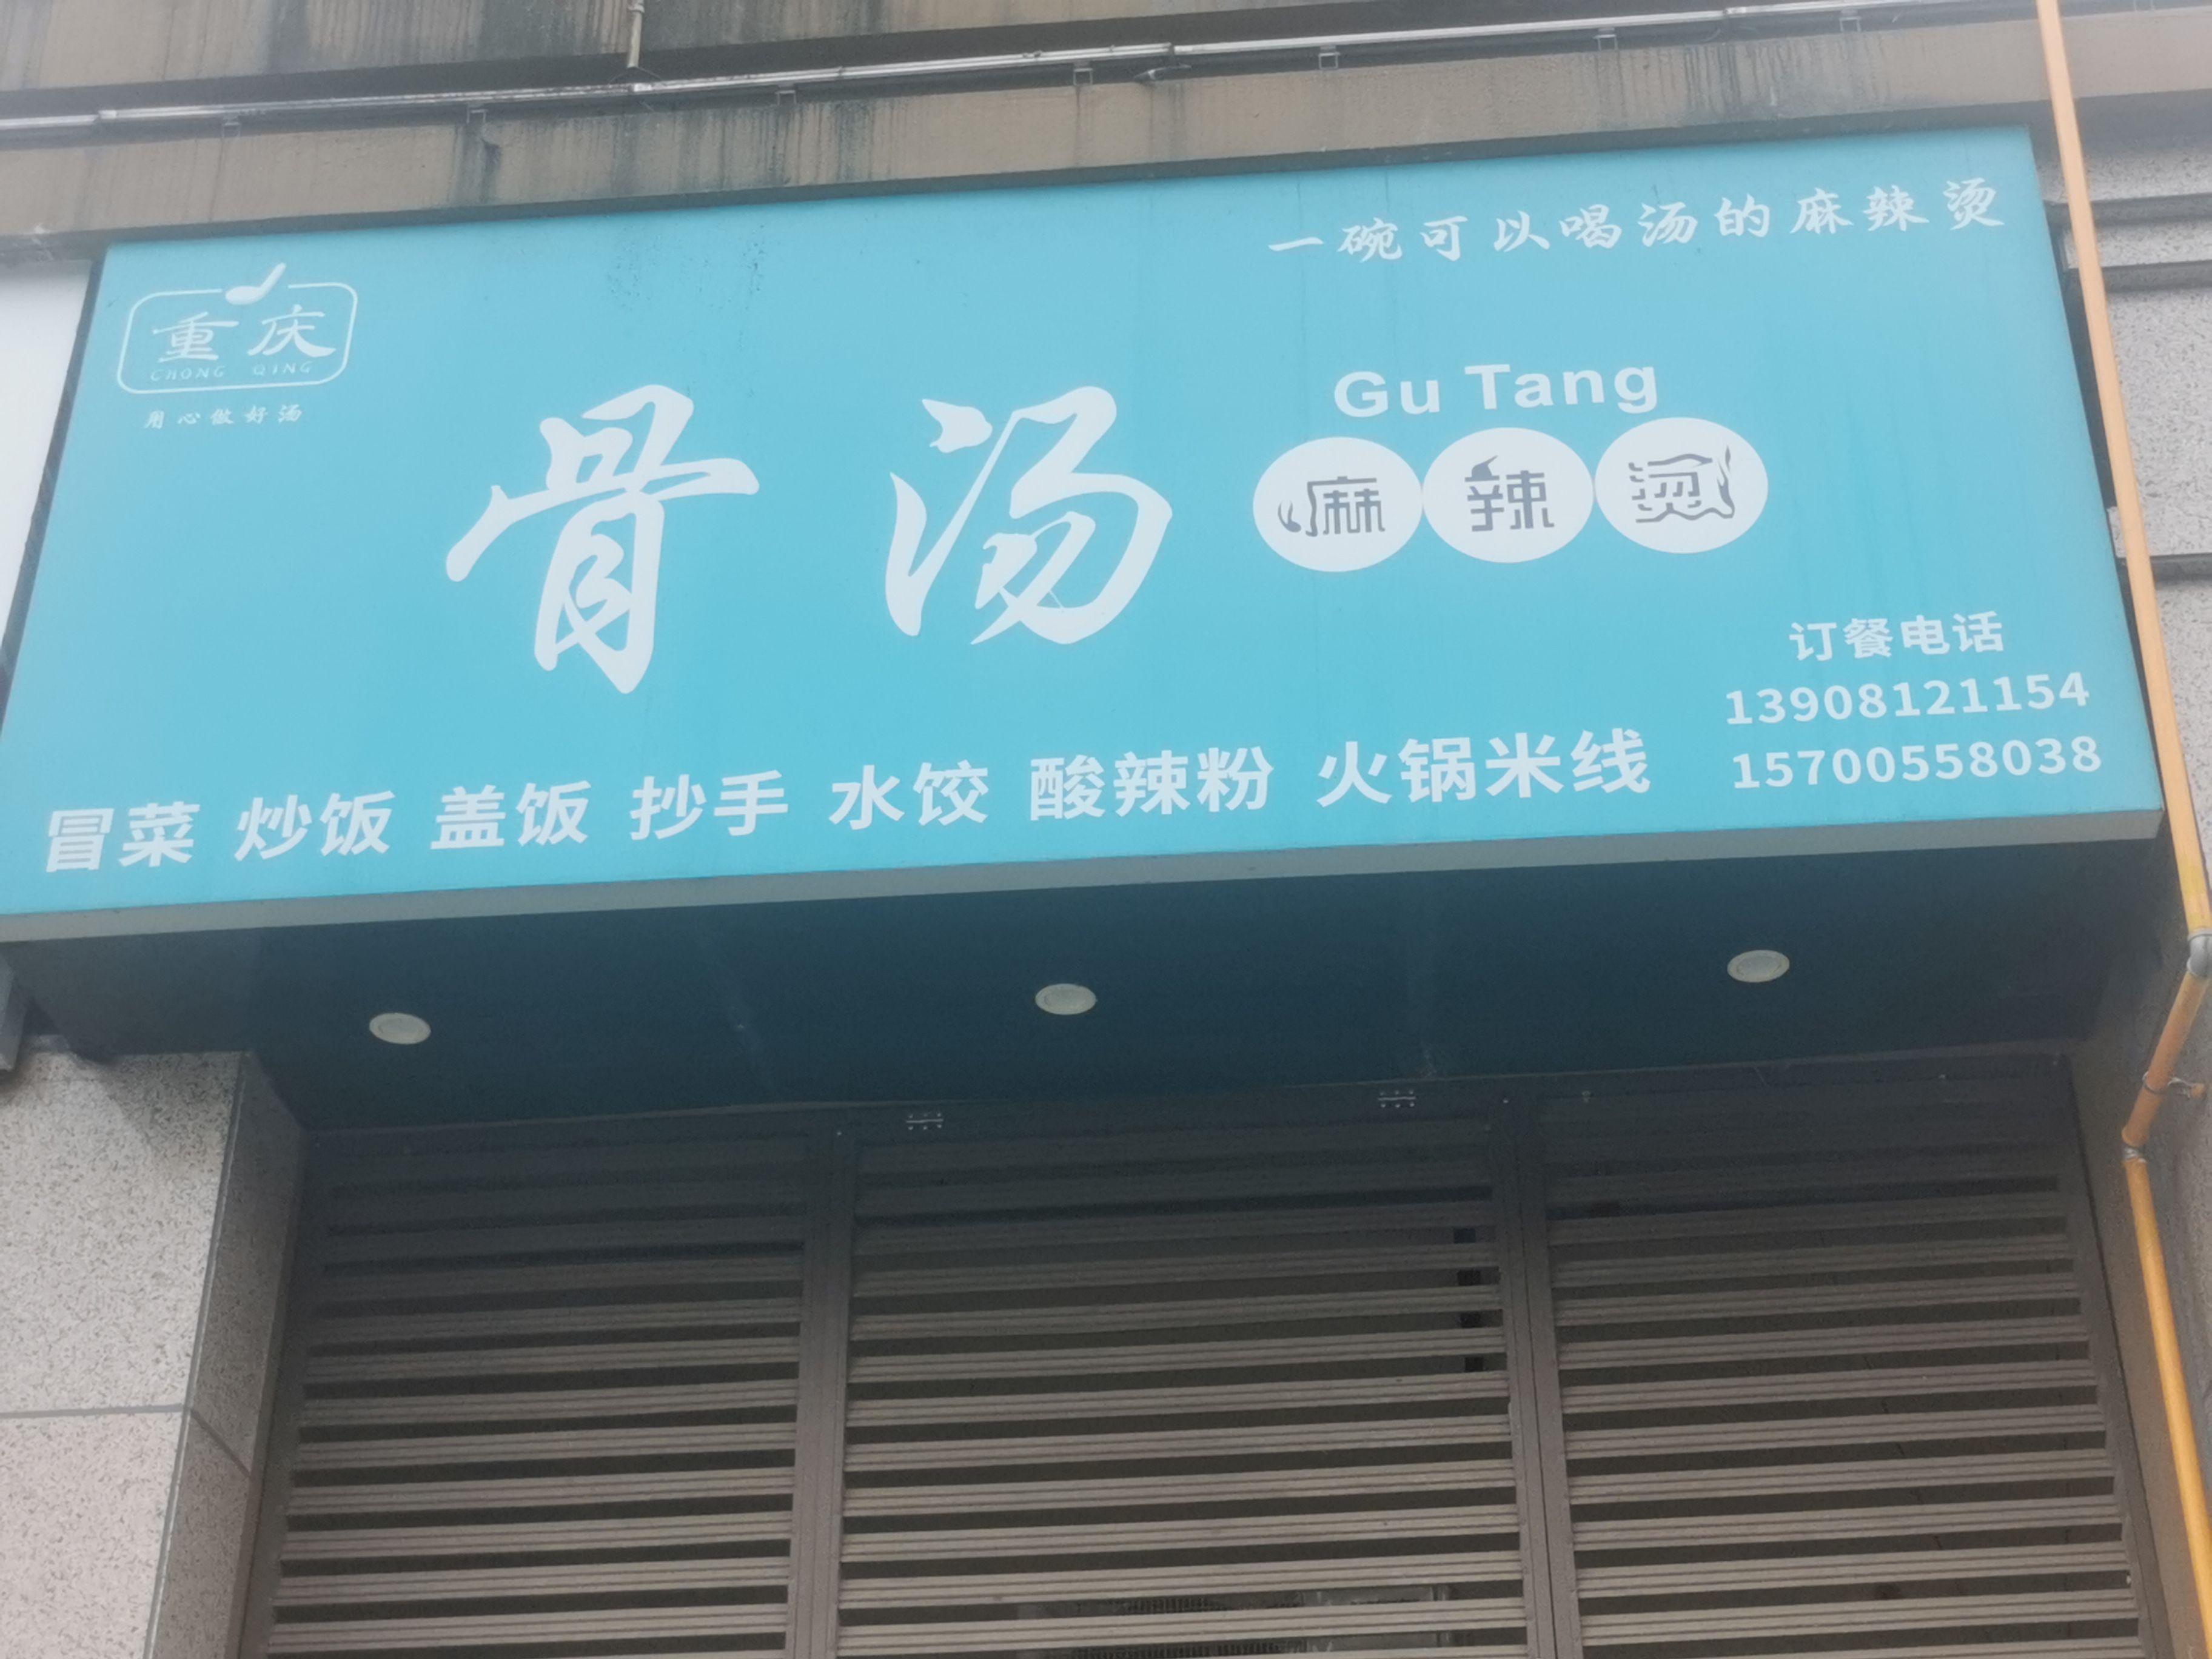 一碗可以喝汤的麻辣烫
重庆
CHONG QING
用心做好汤
骨汤
Gu Tang
麻辣烫
订餐电话
13908121154
15700558038
冒菜 炒饭 盖饭 抄手 水饺 酸辣粉 火锅米线